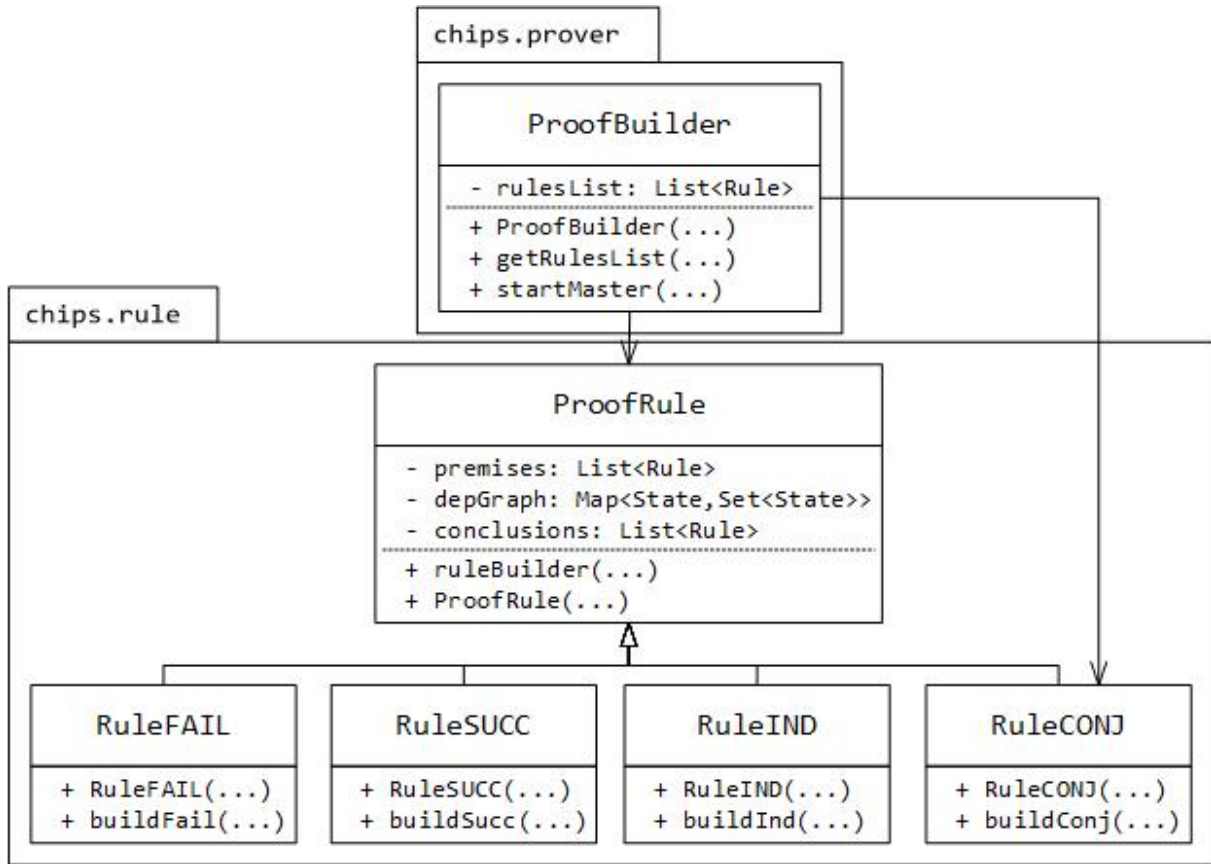 chips.prover
ProofBuilder
- rulesList: List<Rule>
+ ProofBuilder(...)
+ getRulesList(...)
+ startMaster(...)
chips.rule
ProofRule
- premises: List<Rule>
- depGraph: Map<State,Set<State>>
- conclusions: List<Rule>
+ ruleBuilder(...)
+ ProofRule(...)
RuleFAIL
+ RuleFAIL(...)
+ buildFail(...)
RuleSUCC
+ RuleSUCC(...)
+ buildSucc(...)
RuleIND
+ RuleIND(...)
+ buildInd(...)
RuleCONJ
+ RuleCONJ(...)
+ buildConj(...)